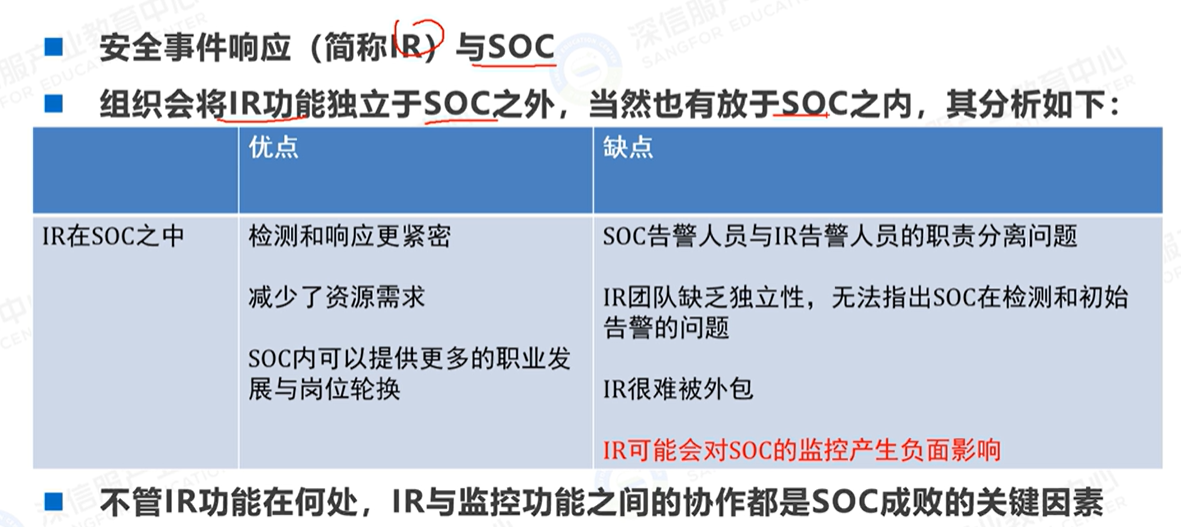 安全事件响应（简称IR）与SOC
组织会将IR功能独立于SOC之外，当然也有放于SOC之内，其分析如下：
优点
缺点
IR在SOC之中
检测和响应更紧密
减少了资源需求
SOC内可以提供更多的职业发
展与岗位轮换
SOC告警人员与IR告警人员的职责分离问题
IR团队缺乏独立性，无法指出SOC在检测和初始
告警的问题
IR很难被外包
IR可能会对SOC的监控产生负面影响
不管IR功能在何处，IR与监控功能之间的协作都是SOC成败的关键因素